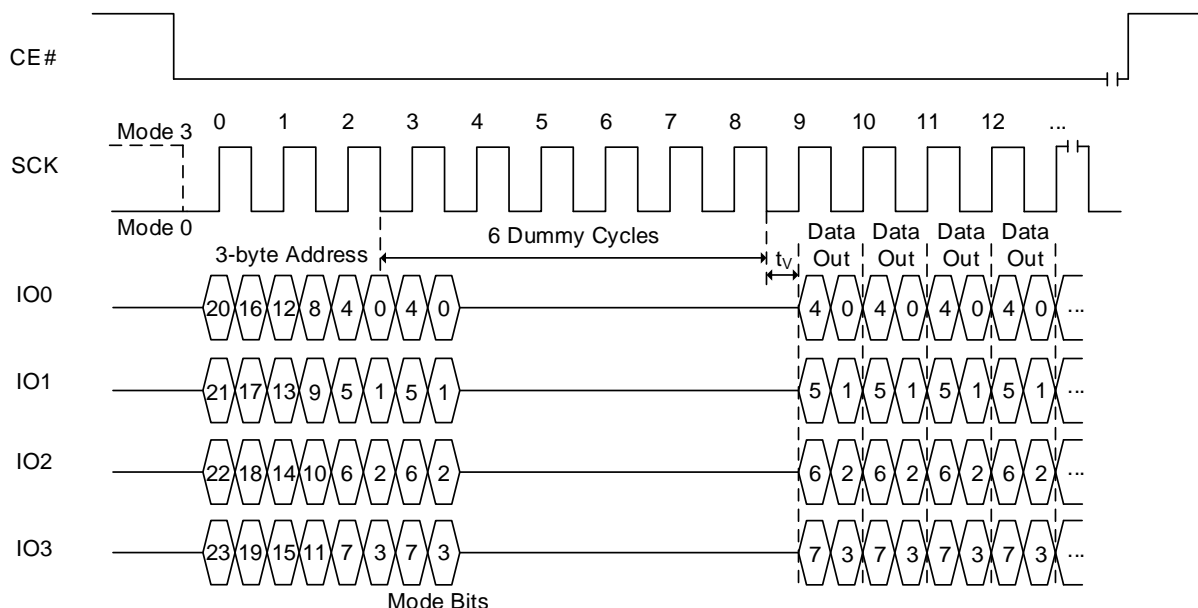 CE#
0 1 2 3 4 5 6 7 8 9 10 11 12 ...
Mode 3
SCK
Mode 0
6 Dummy Cycles
Data Out Data Out Data Out Data Out
3-byte Address
tV
IO0 20 16 12 8 4 0 4 0 4 0 4 0 4 0 4 0 ...
IO1 21 17 13 9 5 1 5 1 5 1 5 1 5 1 5 1 ...
IO2 22 18 14 10 6 2 6 2 6 2 6 2 6 2 6 2 ...
IO3 23 19 15 11 7 3 7 3 7 3 7 3 7 3 7 3 ...
Mode Bits